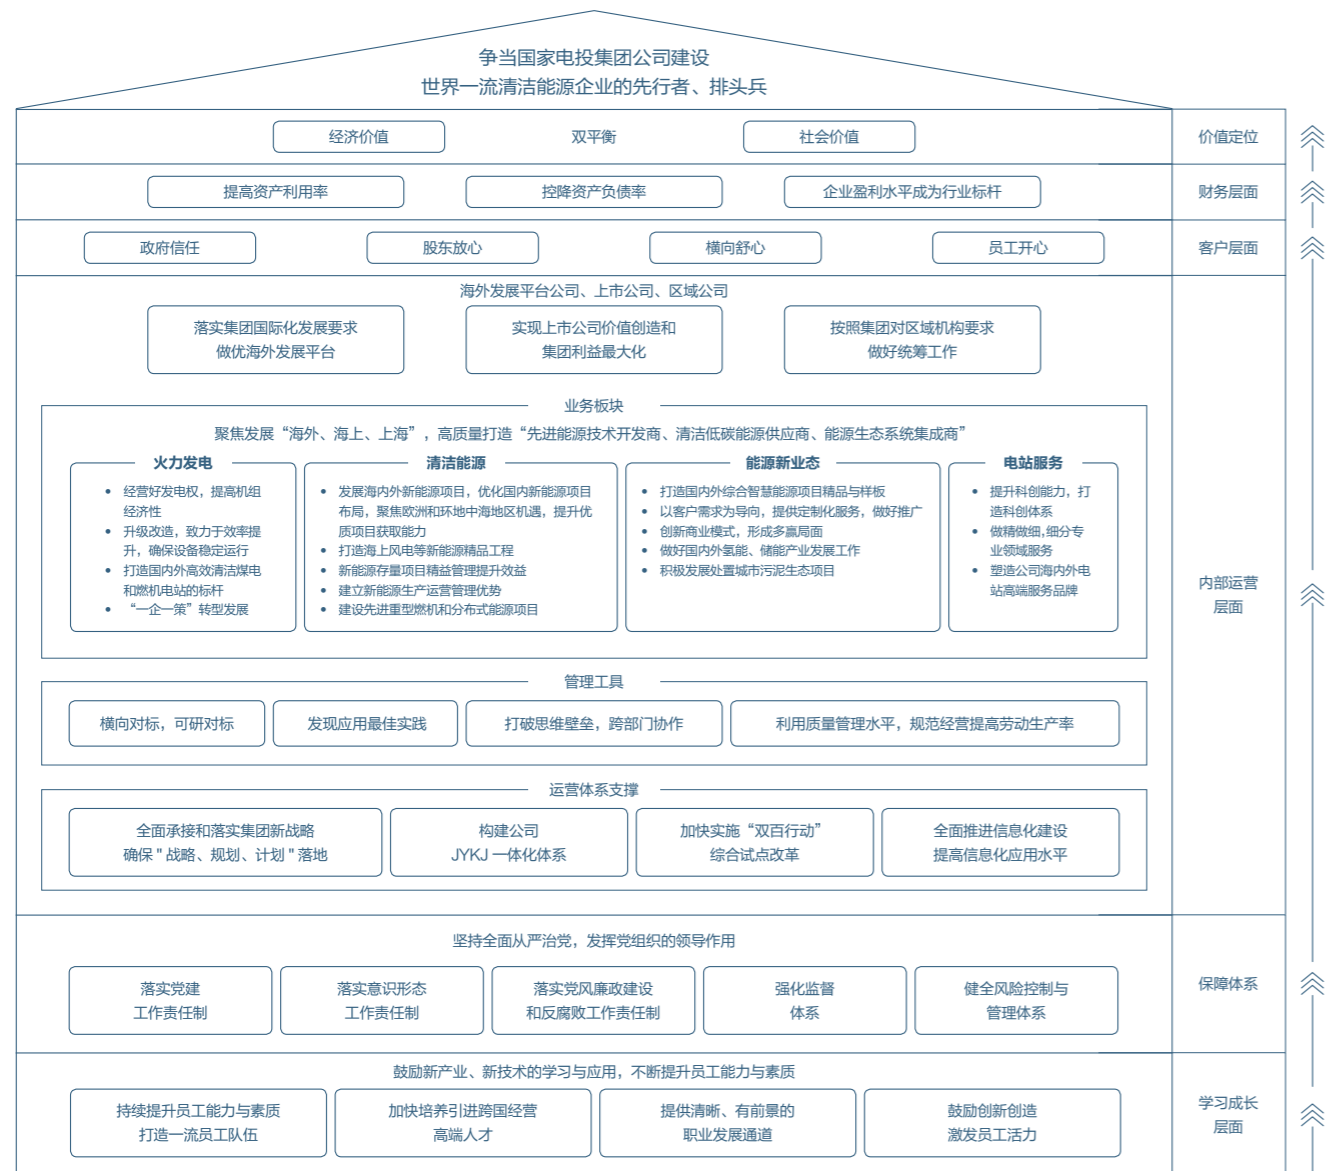 争当国家电投集团公司建设
世界一流清洁能源企业的先行者、排头兵
经济价值
双平衡
社会价值
价值定位
提高资产利用率
控降资产负债率
企业盈利水平成为行业标杆
财务层面
政府信任
股东放心
横向舒心
员工开心
客户层面
海外发展平台公司、上市公司、区域公司
落实集团国际化发展要求
做优海外发展平台
实现上市公司价值创造和
集团利益最大化
按照集团对区域机构要求
做好统筹工作
业务板块
聚焦发展“海外、海上、上海”，高质量打造“先进能源技术开发商、清洁低碳能源供应商、能源生态系统集成商”
火力发电
• 经营好发电权，提高机组
经济性
• 升级改造，致力于效率提
升，确保设备稳定运行
• 打造国内外高效清洁煤电
和燃机电站的标杆
• “一企一策”转型发展
清洁能源
• 发展海内外新能源项目，优化国内新能源项目
布局，聚焦欧洲和环地中海地区机遇，提升优
质项目获取能力
• 打造海上风电等新能源精品工程
• 新能源存量项目精益管理提升效益
• 建立新能源生产运营管理优势
• 建设先进重型燃机和分布式能源项目
能源新业态
• 打造国内外综合智慧能源项目精品与样板
• 以客户需求为导向，提供定制化服务，做好推广
• 创新商业模式，形成多赢局面
• 做好国内外氢能、储能产业发展工作
• 积极发展处置城市污泥生态项目
电站服务
• 提升科创能力，打
造科创体系
• 做精做细,细分专
业领域服务
• 塑造公司海内外电
站高端服务品牌
内部运营
层面
管理工具
横向对标，可研对标
发现应用最佳实践
打破思维壁垒，跨部门协作
利用质量管理水平，规范经营提高劳动生产率
运营体系支撑
全面承接和落实集团新战略
确保"战略、规划、计划"落地
构建公司
JYKJ 一体化体系
加快实施“双百行动”
综合试点改革
全面推进信息化建设
提高信息化应用水平
坚持全面从严治党，发挥党组织的领导作用
落实党建
工作责任制
落实意识形态
工作责任制
落实党风廉政建设
和反腐败工作责任制
强化监督
体系
健全风险控制与
管理体系
保障体系
鼓励新产业、新技术的学习与应用，不断提升员工能力与素质
持续提升员工能力与素质
打造一流员工队伍
加快培养引进跨国经营
高端人才
提供清晰、有前景的
职业发展通道
鼓励创新创造
激发员工活力
学习成长
层面